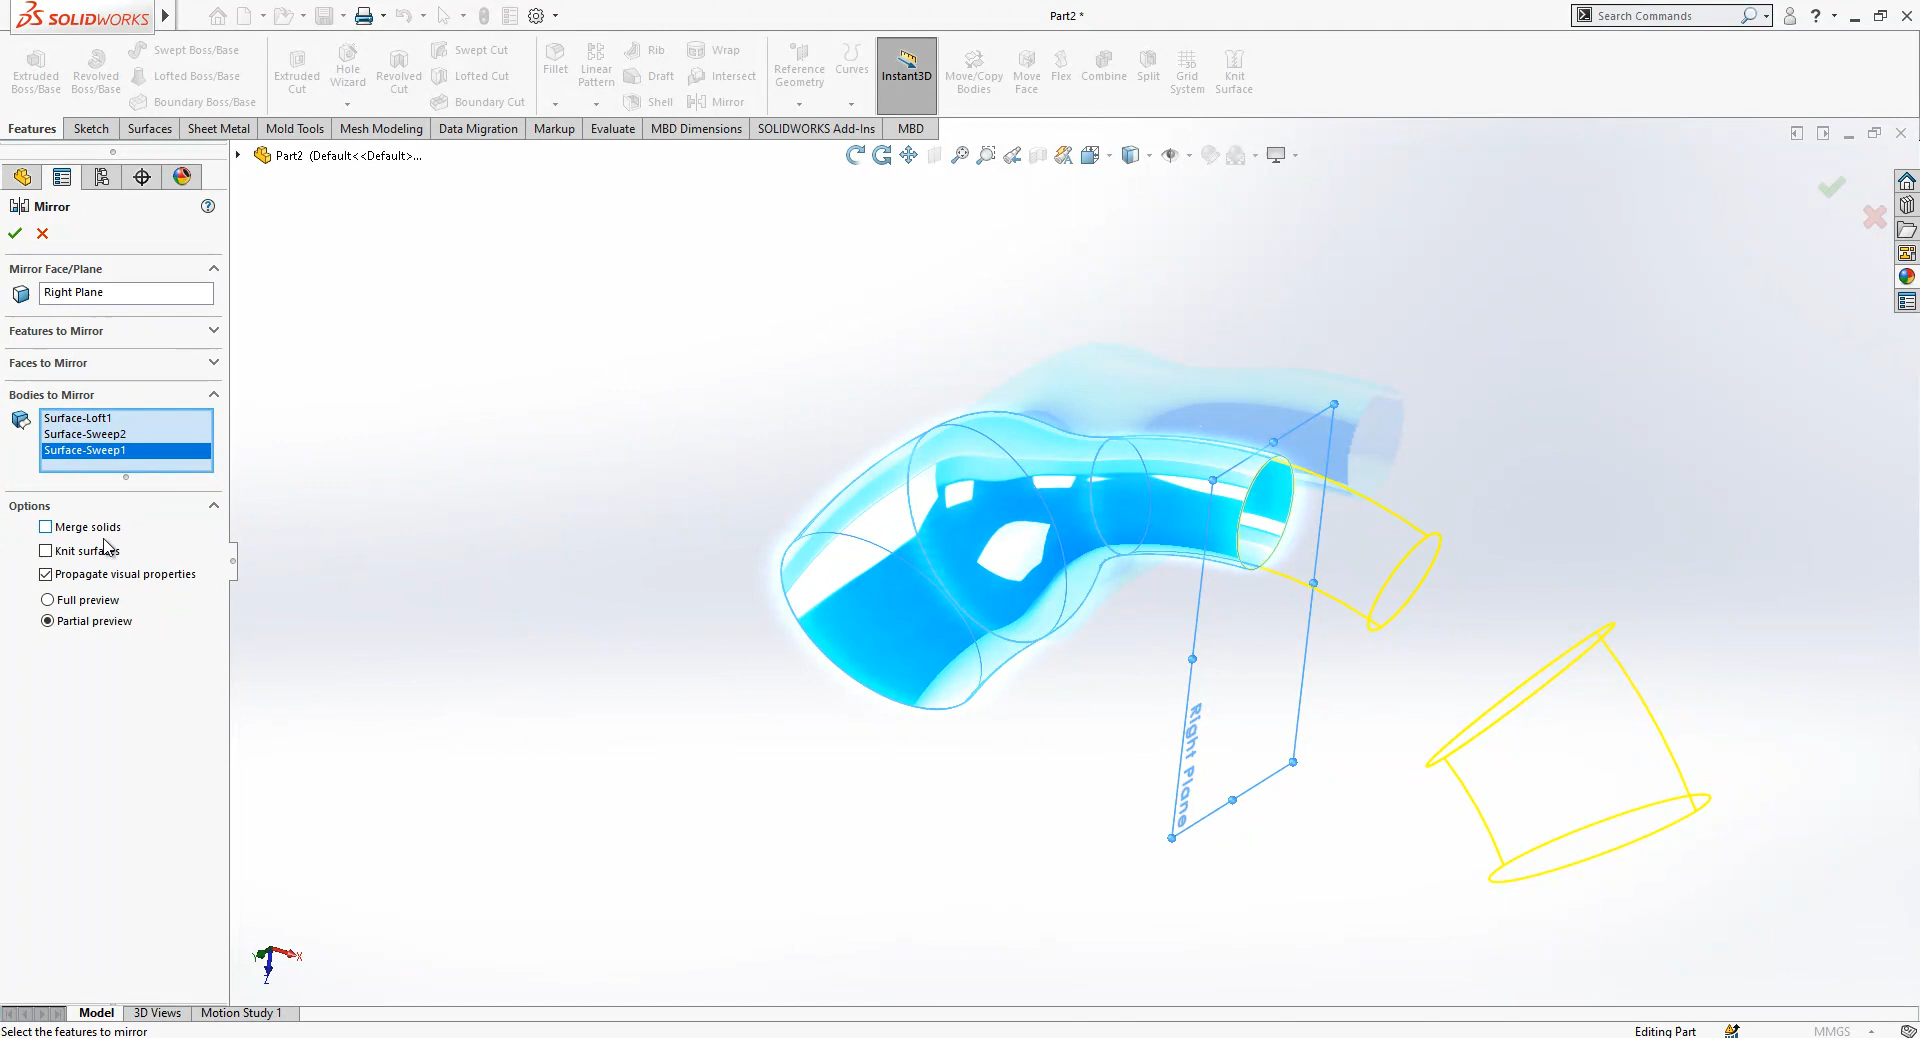 SOLIDWORKS
Part2 *
Search Commands
Extruded Boss/Base
Revolved Boss/Base
Swept Boss/Base
Lofted Boss/Base
Boundary Boss/Base
Extruded Cut
Hole Wizard
Revolved Cut
Swept Cut
Lofted Cut
Boundary Cut
Fillet
Linear Pattern
Rib
Draft
Shell
Wrap
Intersect
Mirror
Reference Geometry
Curves
Instant3D
Move/Copy Bodies
Move Face
Flex
Combine
Split
Grid System
Knit Surface
Features
Sketch
Surfaces
Sheet Metal
Mold Tools
Mesh Modeling
Data Migration
Markup
Evaluate
MBD Dimensions
SOLIDWORKS Add-Ins
MBD
Part2 (Default<<Default>...
Mirror
Mirror Face/Plane
Right Plane
Features to Mirror
Faces to Mirror
Bodies to Mirror
Surface-Loft1
Surface-Sweep2
Surface-Sweep1
Options
Merge solids
Knit surfaces
Propagate visual properties
Full preview
Partial preview
Right Plane
Y
X
Z
Model
3D Views
Motion Study 1
Select the features to mirror
Editing Part
MMGS